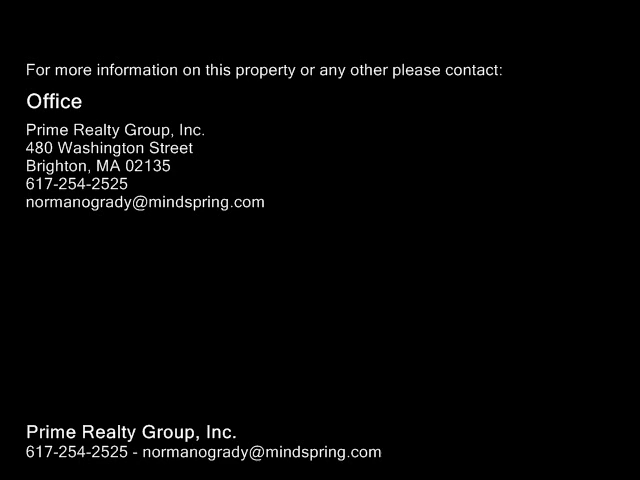 For more information on this property or any other please contact:
Office
Prime Realty Group, Inc.
480 Washington Street
Brighton, MA 02135
617-254-2525
normanogrady@mindspring.com
Prime Realty Group, Inc.
617-254-2525 - normanogrady@mindspring.com